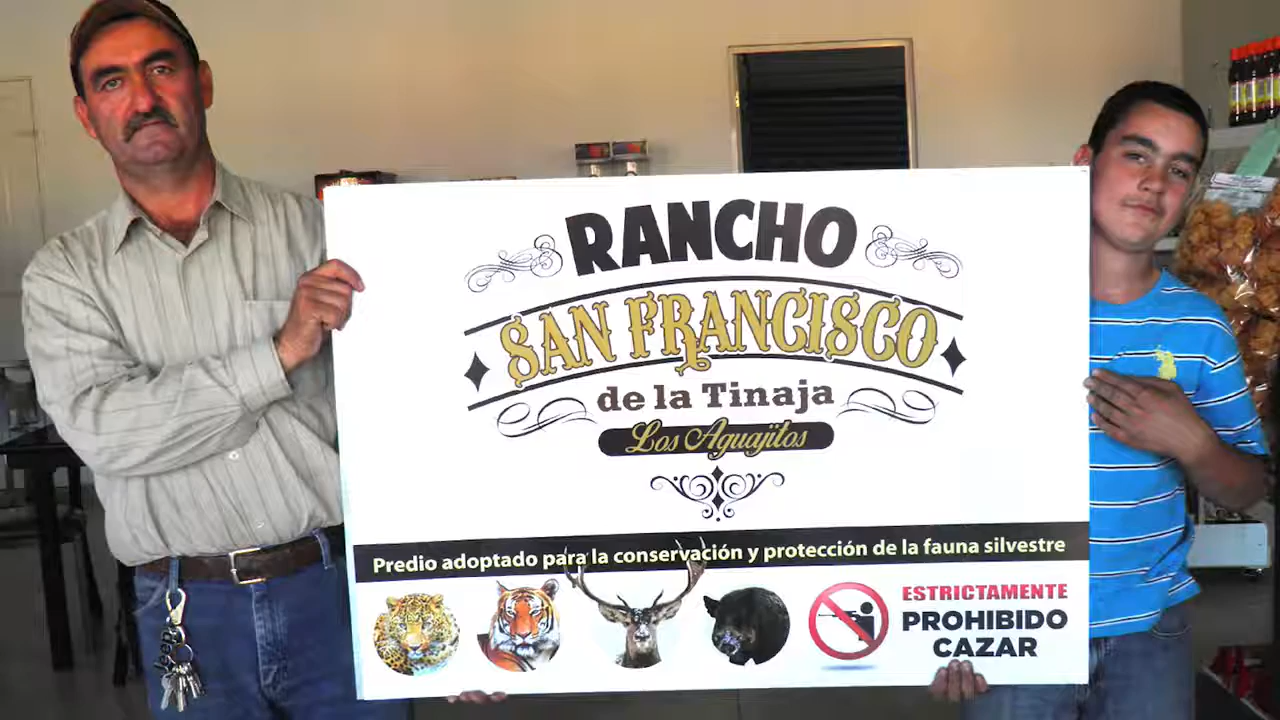 RANCHO
SAN FRANCISCO
de la Tinaja
Los Aguajitos
Predio adoptado para la conservación y protección de la fauna silvestre
ESTRICTAMENTE
PROHIBIDO
CAZAR
Jeep